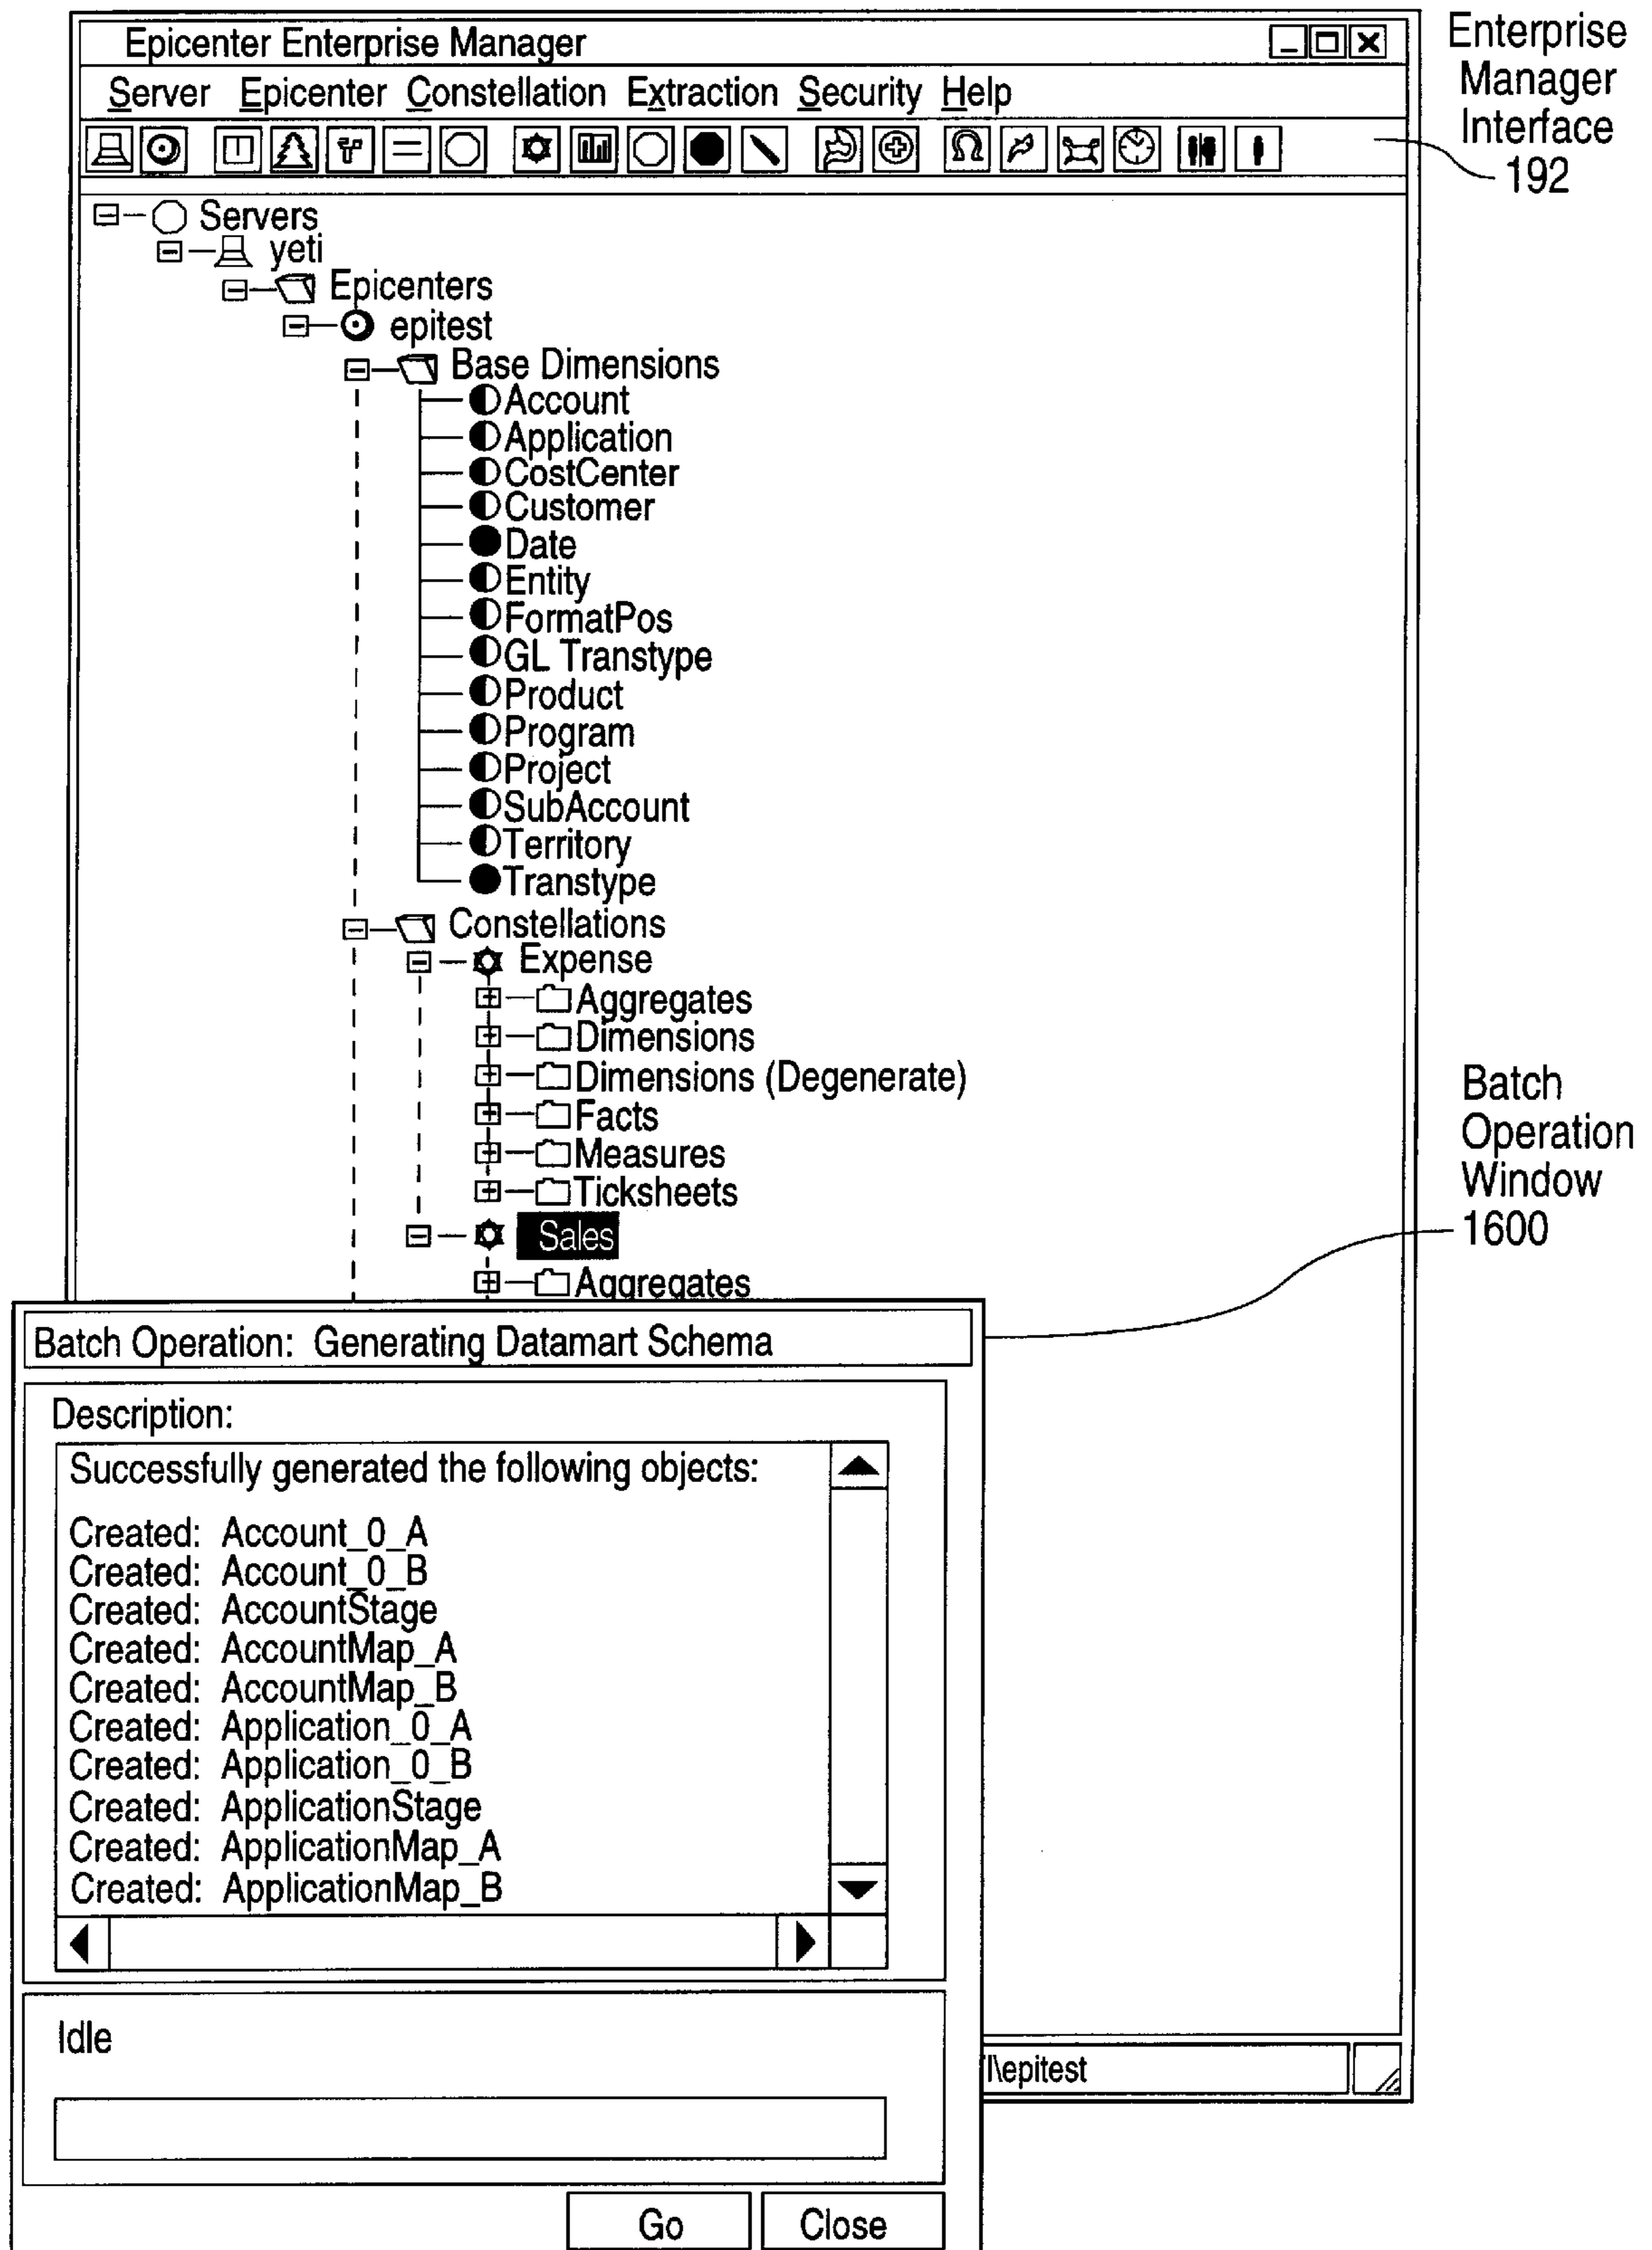 Epicenter Enterprise Manager
Server Epicenter Constellation Extraction Security Help
Enterprise
Manager
Interface
192
Servers
yeti
Epicenters
epitest
Base Dimensions
Account
Application
CostCenter
Customer
Date
Entity
FormatPos
GL Transtype
Product
Program
Project
SubAccount
Territory
Transtype
Constellations
Expense
Aggregates
Dimensions
Dimensions (Degenerate)
Facts
Measures
Ticksheets
Sales
Aggregates
Batch
Operation
Window
1600
Batch Operation: Generating Datamart Schema
Description:
Successfully generated the following objects:
Created: Account_0_A
Created: Account_0_B
Created: AccountStage
Created: AccountMap_A
Created: AccountMap_B
Created: Application_0_A
Created: Application_0_B
Created: ApplicationStage
Created: ApplicationMap_A
Created: ApplicationMap_B
Idle
\epitest
Go Close